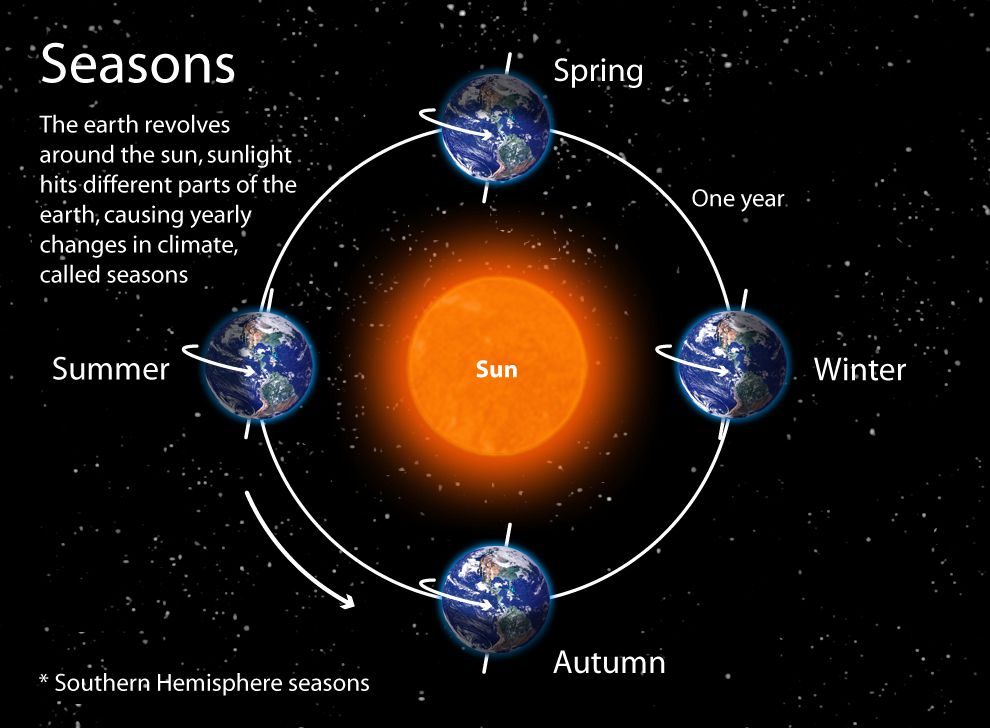 Seasons
The earth revolves
around the sun, sunlight
hits different parts of the
earth, causing yearly
changes in climate,
called seasons
Spring
One year
Summer
Sun
Winter
Autumn
* Southern Hemisphere seasons